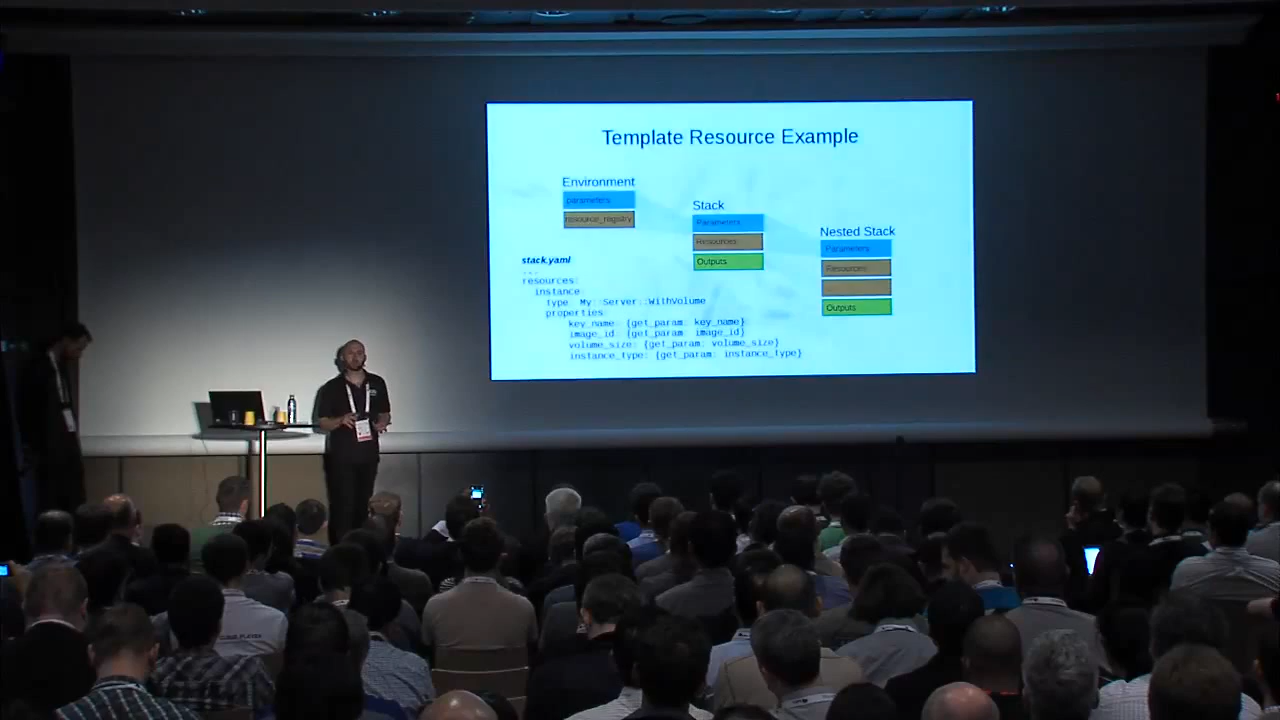 Template Resource Example
Environment
parameters
resource_registry
Stack
Parameters
Resources
Outputs
Nested Stack
Parameters
Resources
Outputs
stack.yaml
...
resources:
instance:
type: My::Server::WithVolume
properties:
key_name: {get_param: key_name}
image_id: {get_param: image_id}
volume_size: {get_param: volume_size}
instance_type: {get_param: instance_type}